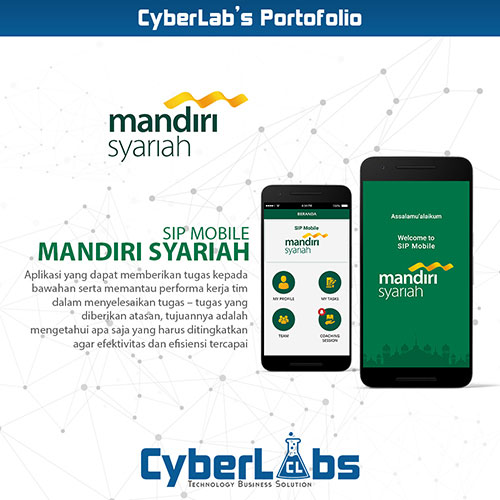 CyberLab's Portofolio
mandiri
syariah
SIP MOBILE
MANDIRI SYARIAH
Aplikasi yang dapat memberikan tugas kepada
bawahan serta memantau performa kerja tim
dalam menyelesaikan tugas – tugas yang
diberikan atasan, tujuannya adalah
mengetahui apa saja yang harus ditingkatkan
agar efektivitas dan efisiensi tercapai
BERANDA
SIP Mobile
mandiri
syariah
MY PROFILE
MY TASKS
TEAM
COACHING
SESSION
Assalamu'alaikum
Welcome to
SIP Mobile
mandiri
syariah
CyberLabs
CL
Technology Business Solution